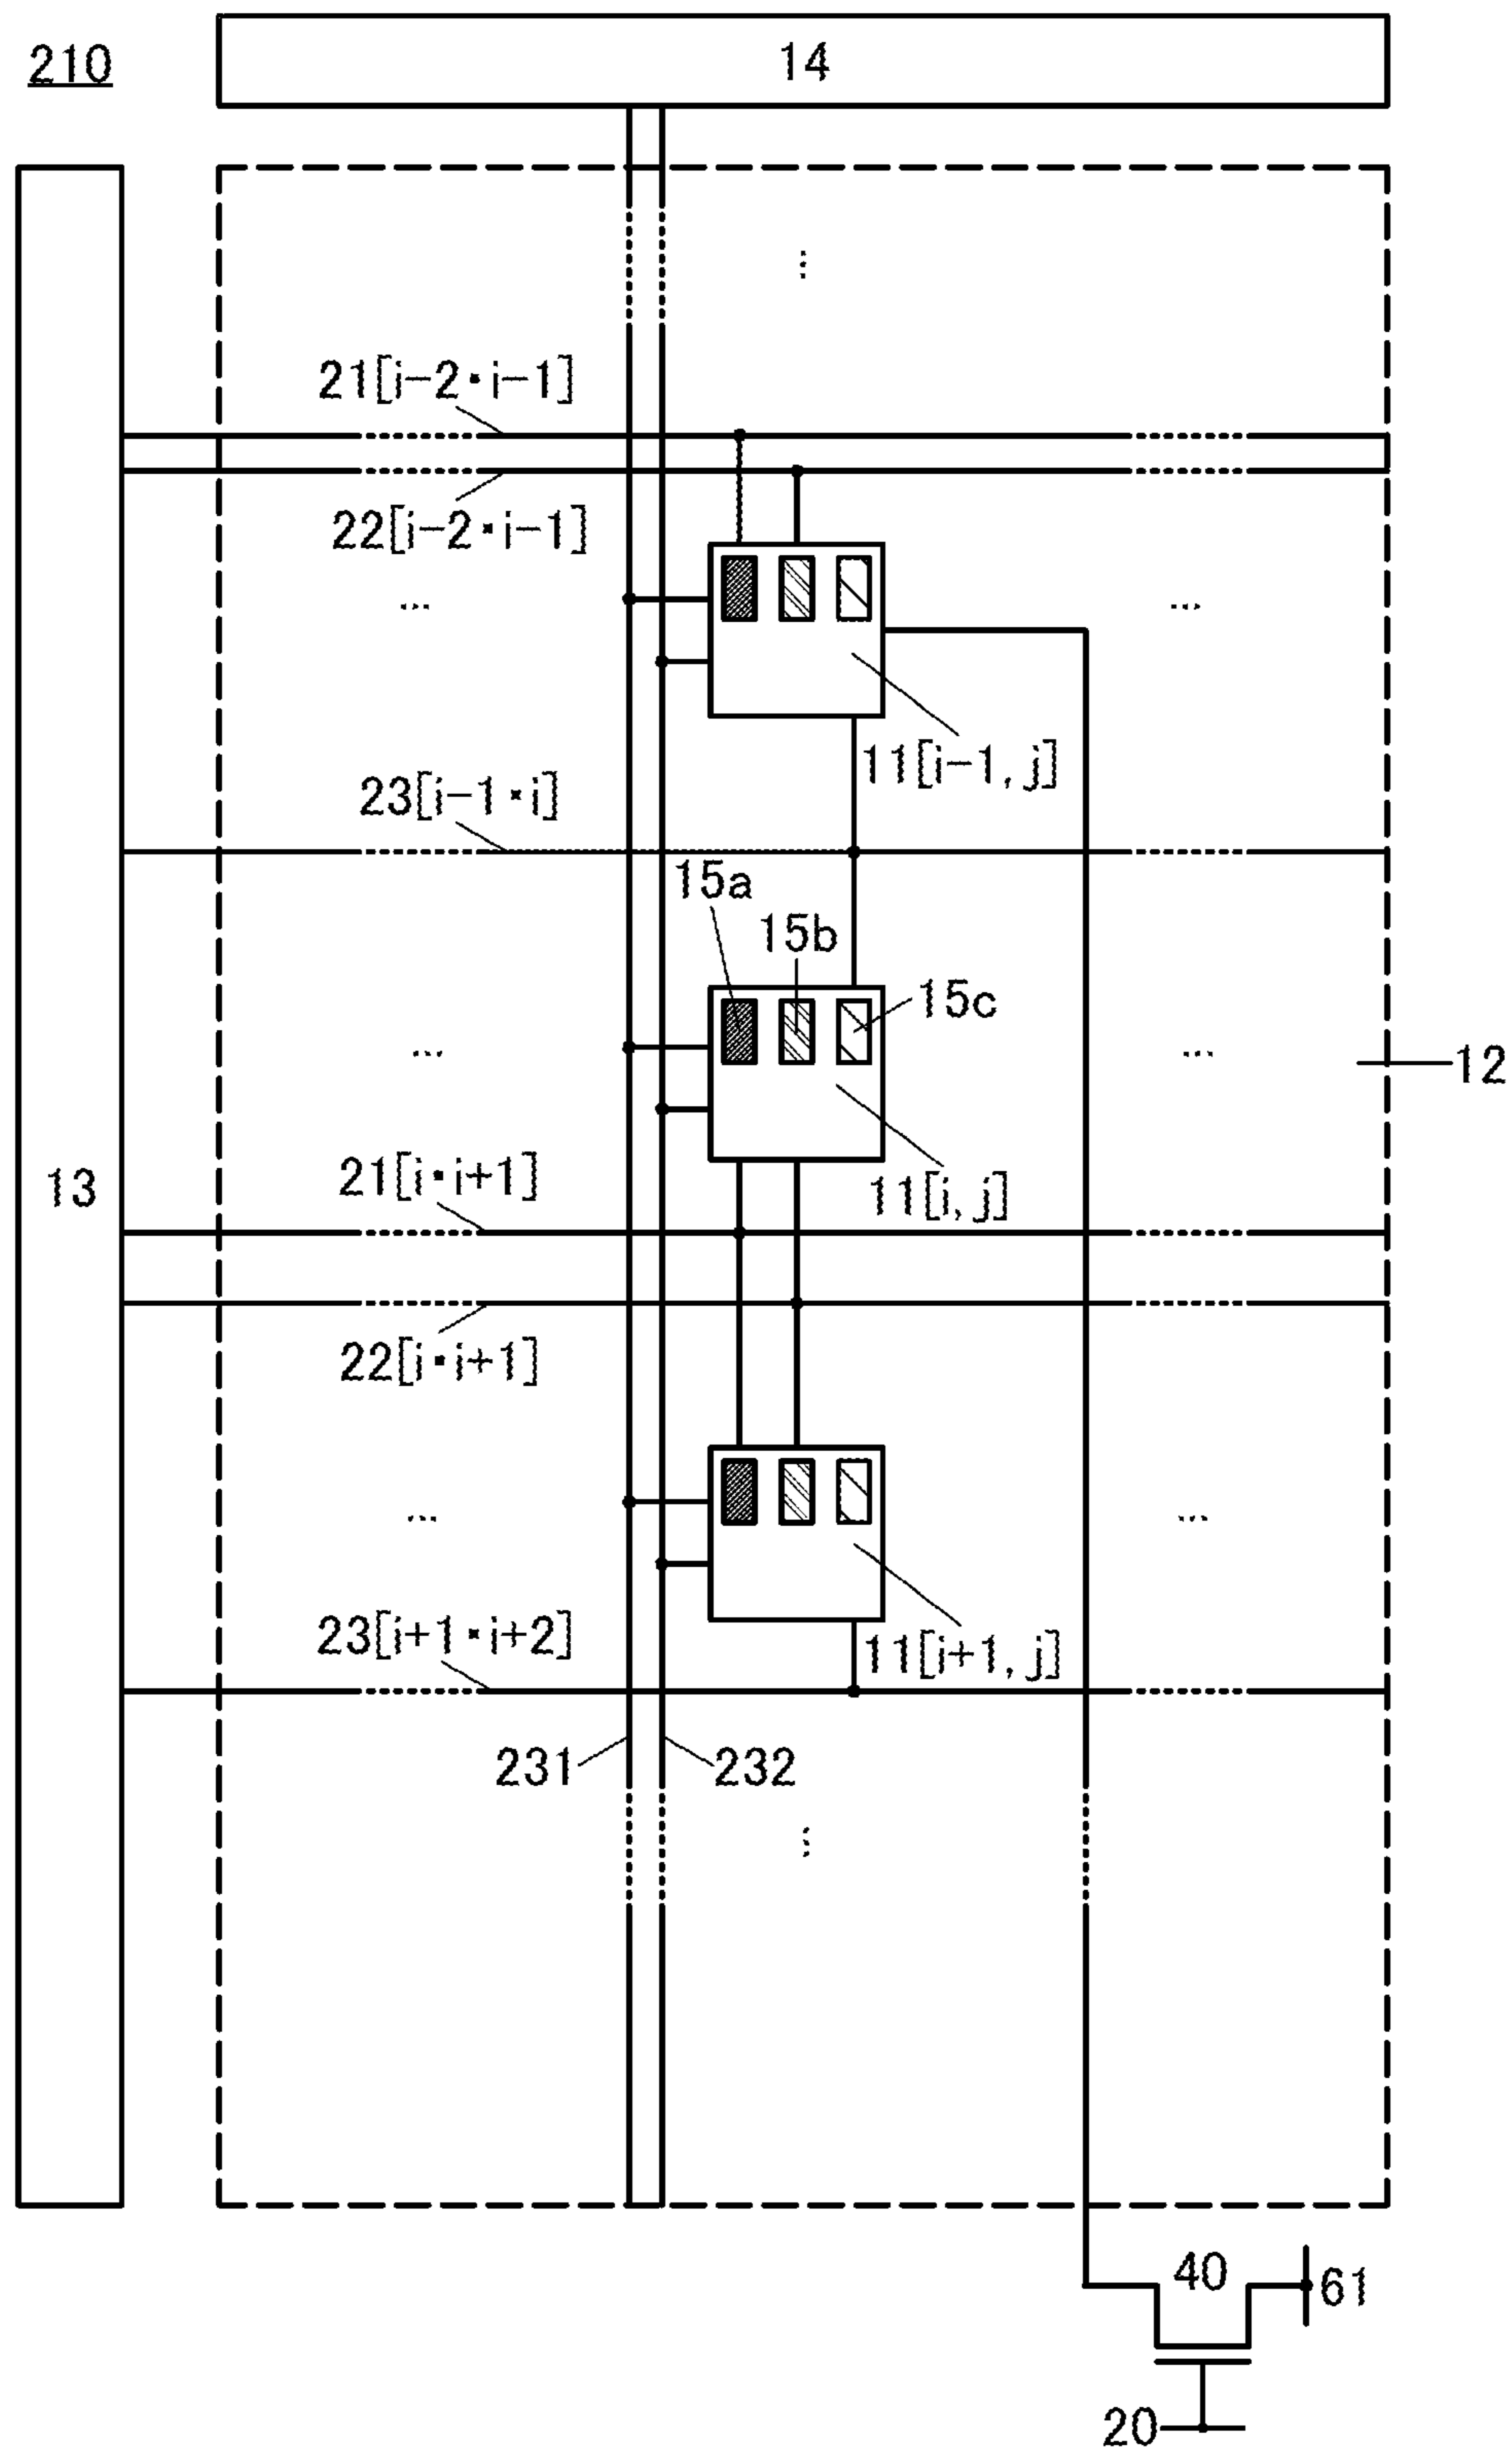 210
14
21[i-2・i-1]
22[i-2・i-1]
11[i-1, j]
23[i-1・i]
15a
15b
15c
12
13
21[i・i+1]
11[i, j]
22[i・i+1]
23[i+1・i+2]
11[i+1, j]
231
232
40
61
20